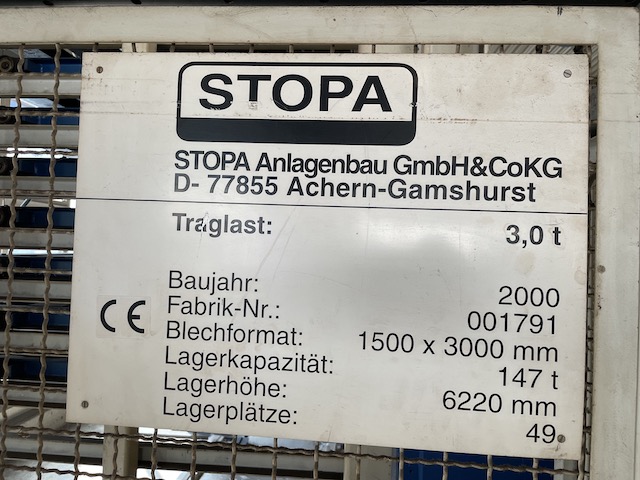 STOPA
STOPA Anlagenbau GmbH&CoKG
D- 77855 Achern-Gamshurst
Traglast: 3,0 t
Baujahr: 2000
Fabrik-Nr.: 001791
Blechformat: 1500 x 3000 mm
Lagerkapazität: 147 t
Lagerhöhe: 6220 mm
Lagerplätze: 49
CE